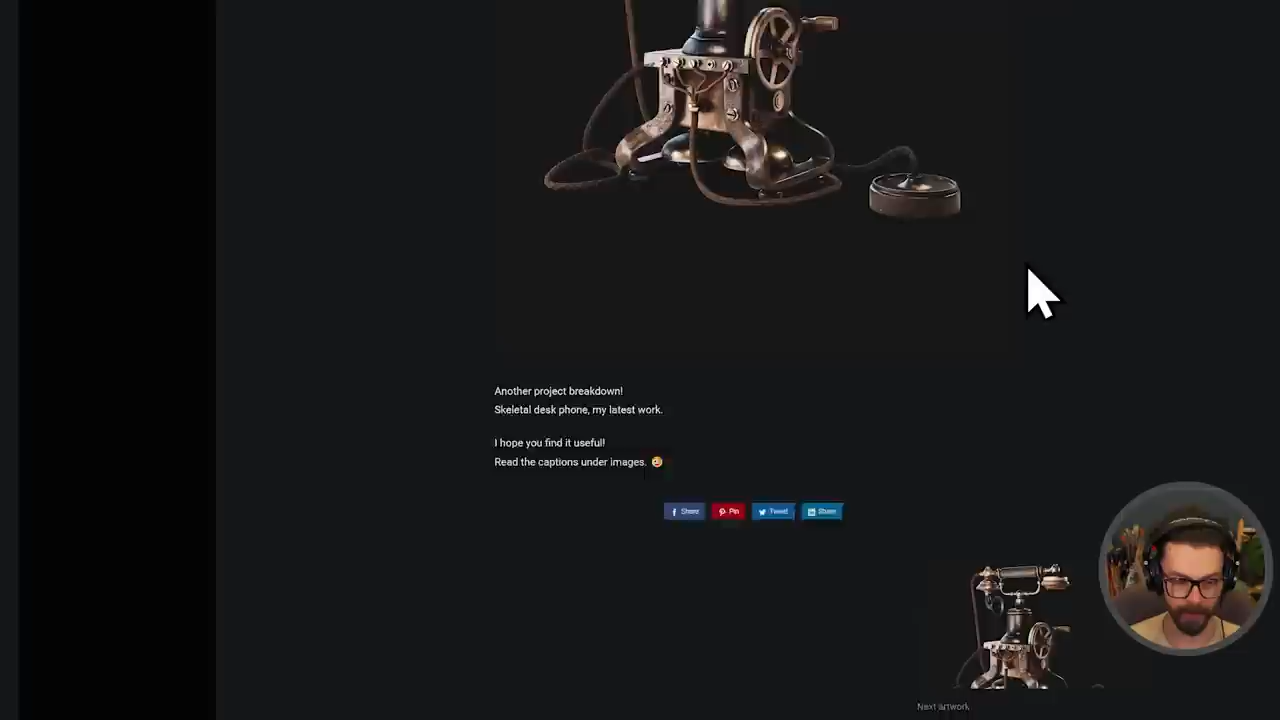 Another project breakdown!
Skeletal desk phone, my latest work.
I hope you find it useful!
Read the captions under images. 😅
Share
Pin
Tweet
Share
Next artwork